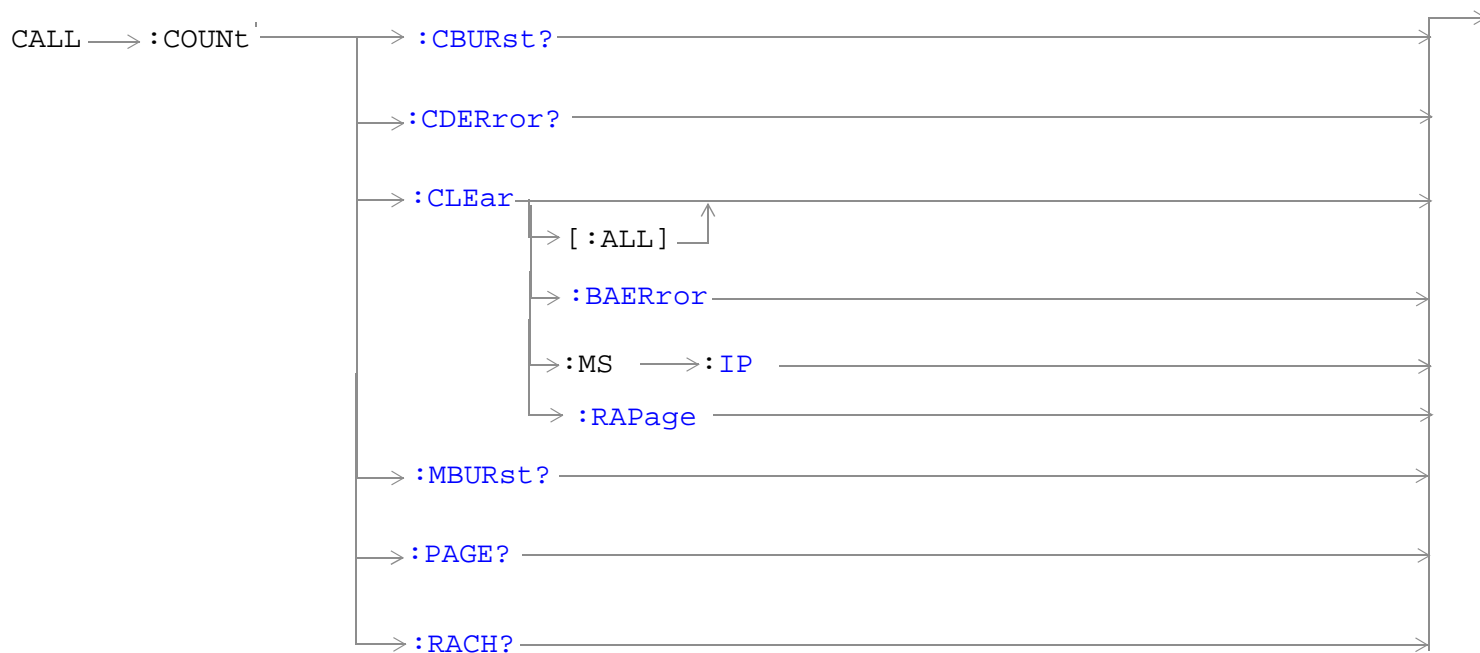 CALL :COUNt :CBURst?
:CDERror?
:CLEar
[:ALL]
:BAERror
:MS :IP
:RAPage
:MBURst?
:PAGE?
:RACH?